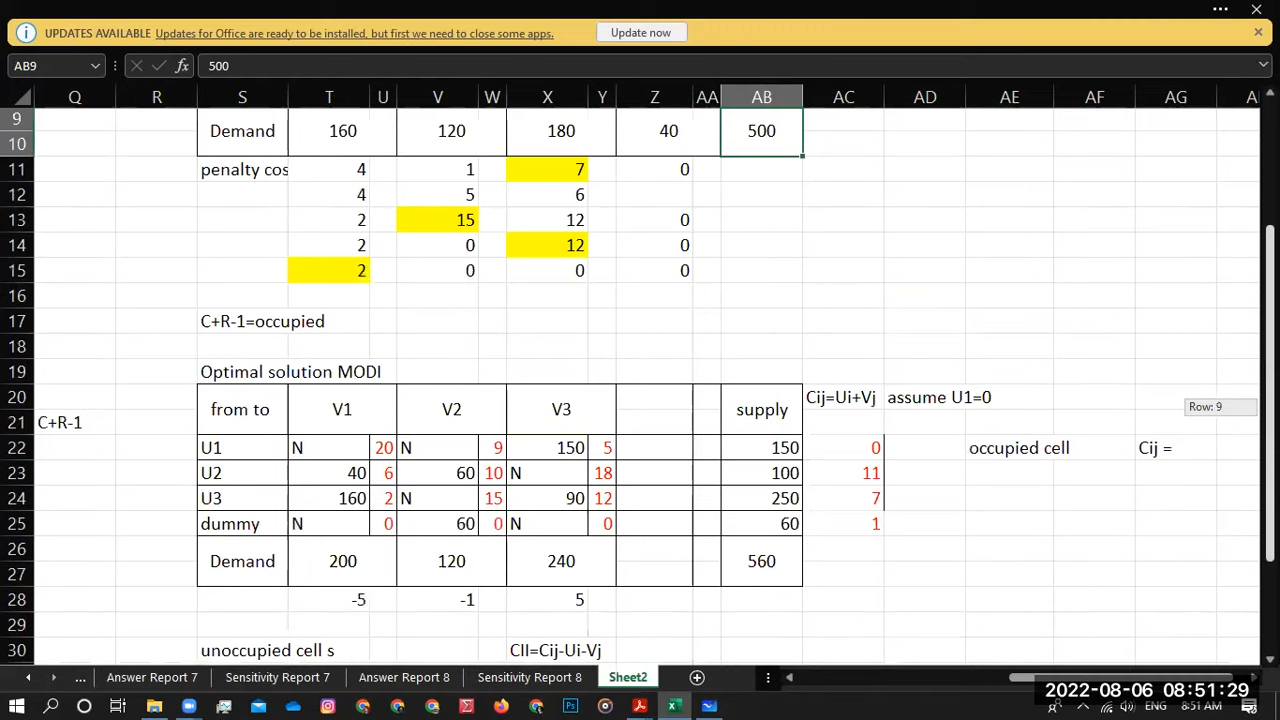 UPDATES AVAILABLE Updates for Office are ready to be installed, but first we need to close some apps. Update now
AB9 fx 500
Q R S T U V W X Y Z AA AB AC AD AE AF AG
9 Demand 160 120 180 40 500
10
11 penalty cos 4 1 7 0
12 4 5 6
13 2 15 12 0
14 2 0 12 0
15 2 0 0 0
16
17 C+R-1=occupied
18
19 Optimal solution MODI
20 from to V1 V2 V3 supply Cij=Ui+Vj assume U1=0
Row: 9
21 C+R-1
22 U1 N 20 N 9 150 5 150 0 occupied cell Cij =
23 U2 40 6 60 10 N 18 100 11
24 U3 160 2 N 15 90 12 250 7
25 dummy N 0 60 0 N 0 60 1
26 Demand 200 120 240 560
27
28 -5 -1 5
29
30 unoccupied cell s CII=Cij-Ui-Vj
... Answer Report 7 Sensitivity Report 7 Answer Report 8 Sensitivity Report 8 Sheet2
2022-08-06 08:51:29
ENG 8:51 AM